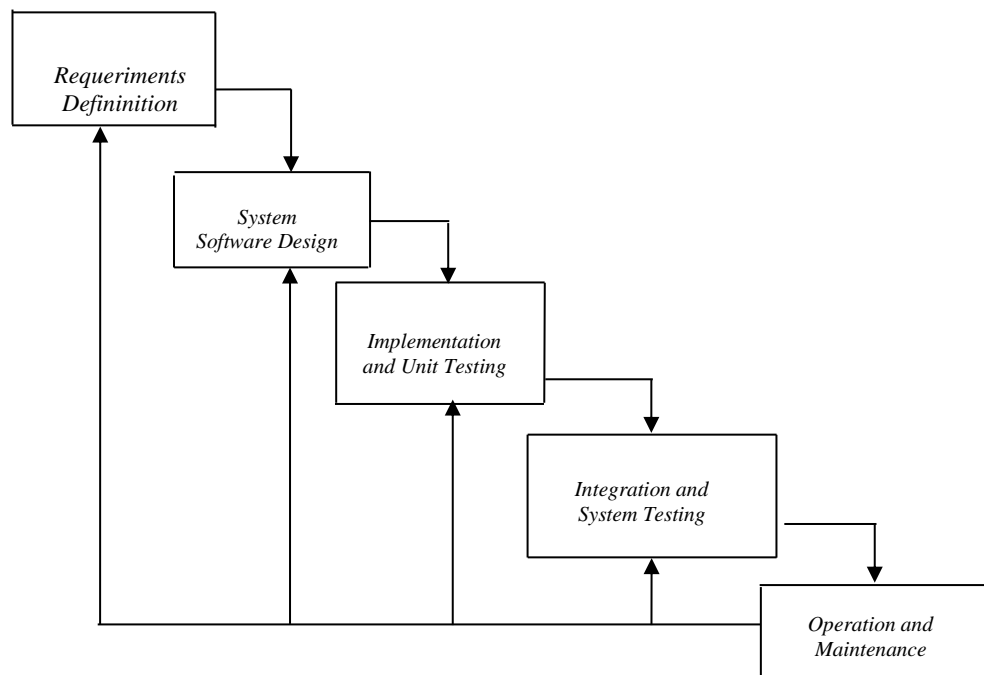 Requeriments
Defininition
System
Software Design
Implementation
and Unit Testing
Integration and
System Testing
Operation and
Maintenance